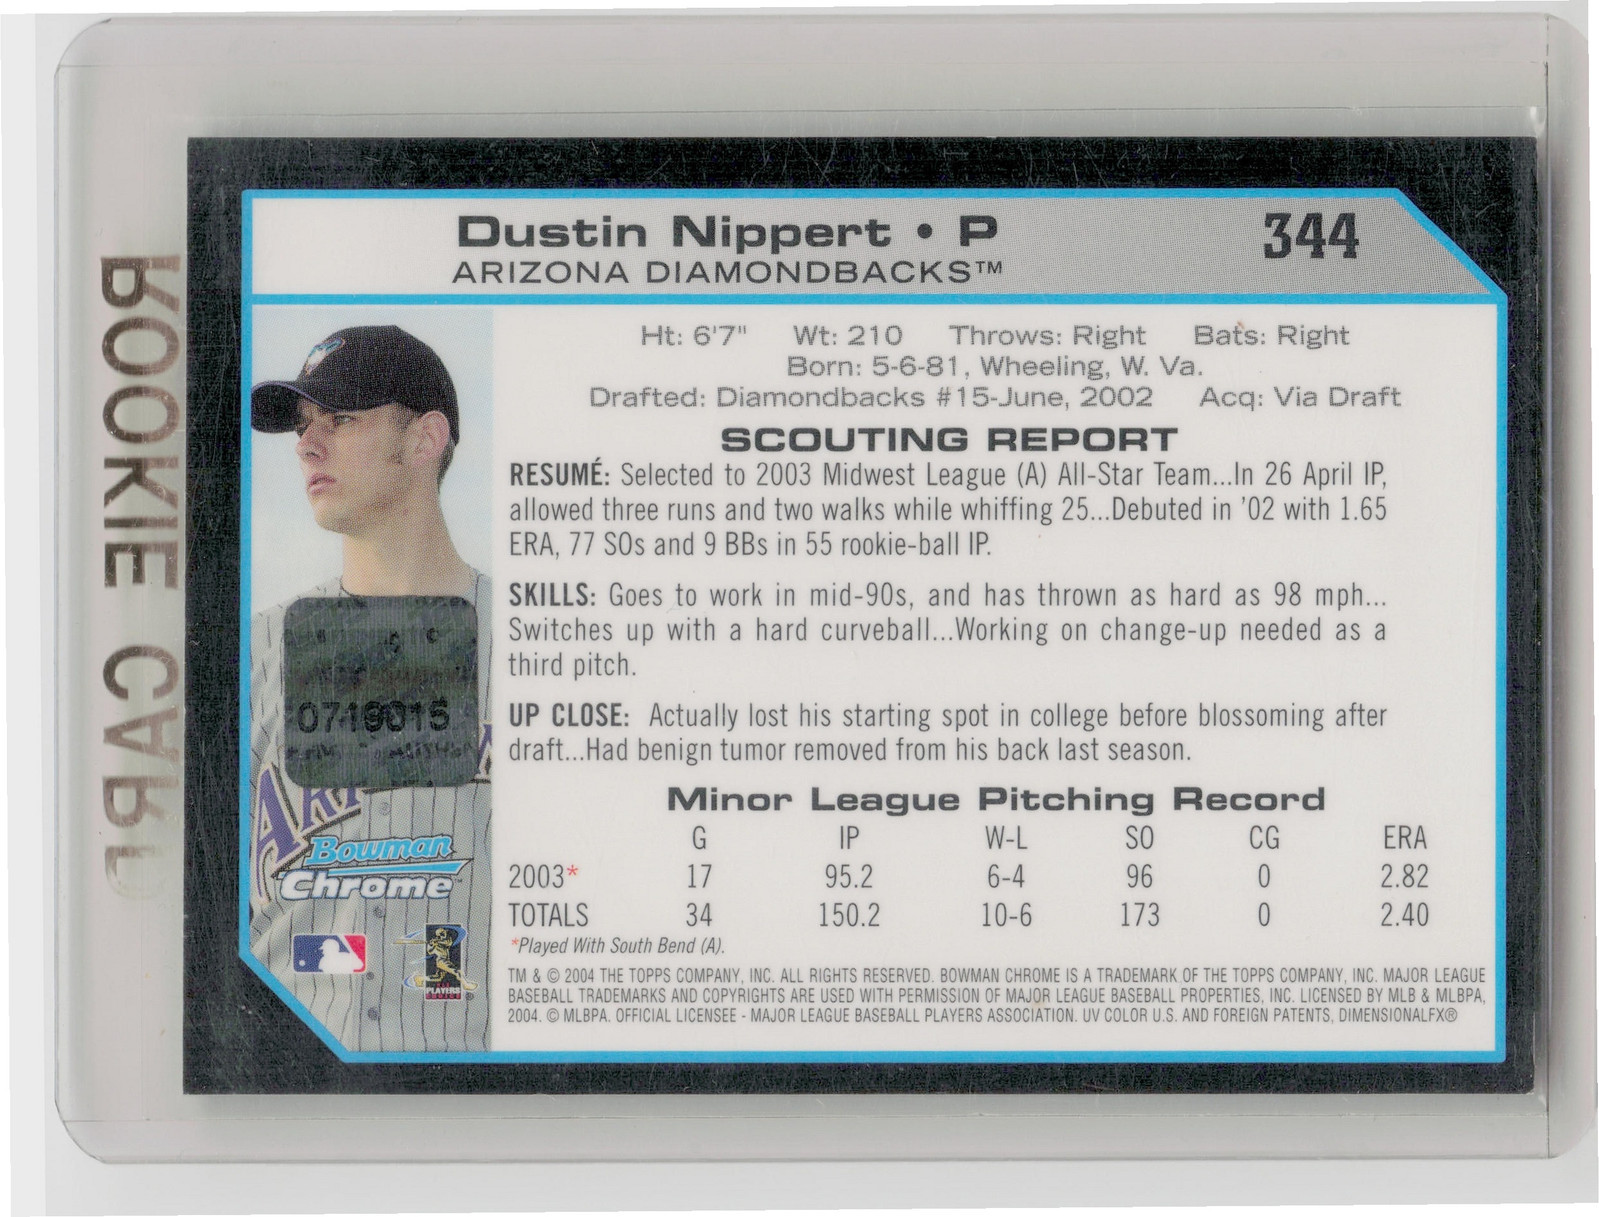 Dustin Nippert • P
344
ARIZONA DIAMONDBACKS™
Ht: 6'7" Wt: 210 Throws: Right Bats: Right
Born: 5-6-81, Wheeling, W. Va.
Drafted: Diamondbacks #15-June, 2002 Acq: Via Draft
SCOUTING REPORT
RESUMÉ: Selected to 2003 Midwest League (A) All-Star Team...In 26 April IP,
allowed three runs and two walks while whiffing 25...Debuted in '02 with 1.65
ERA, 77 SOs and 9 BBs in 55 rookie-ball IP.
SKILLS: Goes to work in mid-90s, and has thrown as hard as 98 mph...
Switches up with a hard curveball...Working on change-up needed as a
third pitch.
UP CLOSE: Actually lost his starting spot in college before blossoming after
draft...Had benign tumor removed from his back last season.
Minor League Pitching Record
G IP W-L SO CG ERA
2003* 17 95.2 6-4 96 0 2.82
TOTALS 34 150.2 10-6 173 0 2.40
*Played With South Bend (A).
TM & © 2004 THE TOPPS COMPANY, INC. ALL RIGHTS RESERVED. BOWMAN CHROME IS A TRADEMARK OF THE TOPPS COMPANY, INC. MAJOR LEAGUE
BASEBALL TRADEMARKS AND COPYRIGHTS ARE USED WITH PERMISSION OF MAJOR LEAGUE BASEBALL PROPERTIES, INC. LICENSED BY MLB & MLBPA,
2004. © MLBPA. OFFICIAL LICENSEE - MAJOR LEAGUE BASEBALL PLAYERS ASSOCIATION. UV COLOR U.S. AND FOREIGN PATENTS, DIMENSIONALFX®
Bowman
Chrome™
PLAYERS
CHOICE
ROOKIE CARD